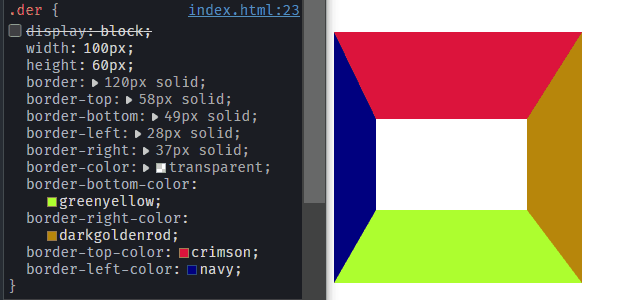 .der {
index.html:23
display: block;
width: 100px;
height: 60px;
border: 120px solid;
border-top: 58px solid;
border-bottom: 49px solid;
border-left: 28px solid;
border-right: 37px solid;
border-color: transparent;
border-bottom-color:
greenyellow;
border-right-color:
darkgoldenrod;
border-top-color: crimson;
border-left-color: navy;
}